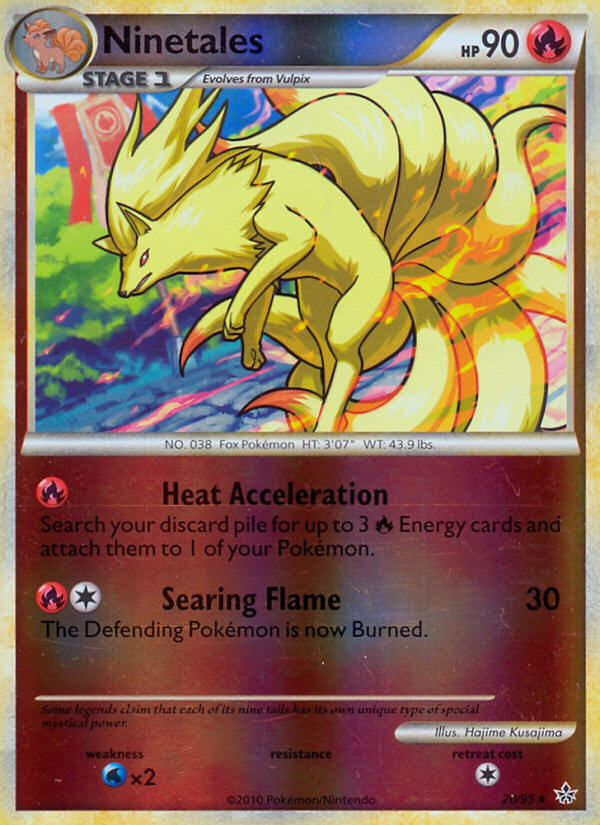 Ninetales
HP 90
STAGE 1
Evolves from Vulpix
NO. 038 Fox Pokémon HT: 3'07" WT: 43.9 lbs.
Heat Acceleration
Search your discard pile for up to 3 Energy cards and
attach them to 1 of your Pokémon.
Searing Flame 30
The Defending Pokémon is now Burned.
Some legends claim that each of its nine tails has its own unique type of special
mystical power.
Illus. Hajime Kusajima
weakness resistance retreat cost
×2
©2010 Pokémon/Nintendo 20/95 ★